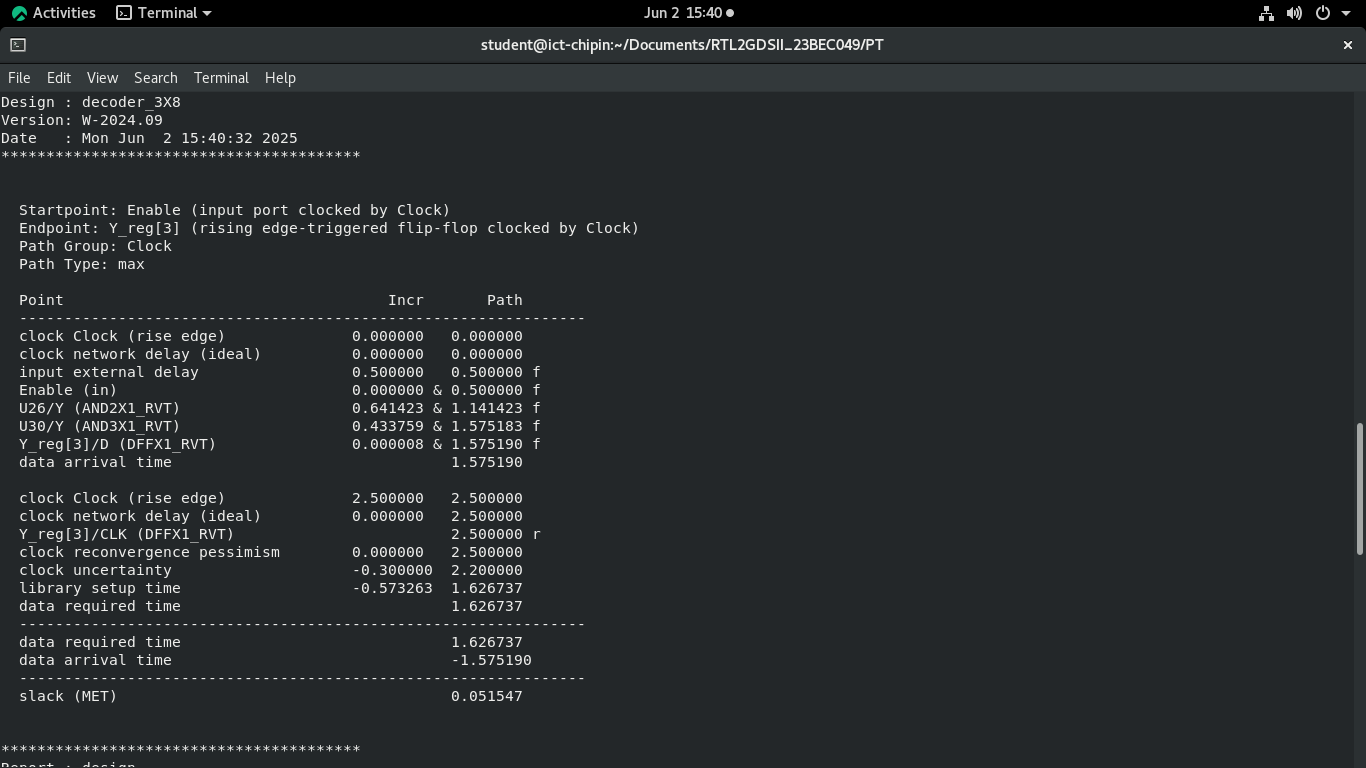 Activities Terminal Jun 2 15:40
student@ict-chipin:~/Documents/RTL2GDSII_23BEC049/PT
File Edit View Search Terminal Help
Design : decoder_3X8
Version: W-2024.09
Date   : Mon Jun  2 15:40:32 2025
****************************************
  Startpoint: Enable (input port clocked by Clock)
  Endpoint: Y_reg[3] (rising edge-triggered flip-flop clocked by Clock)
  Path Group: Clock
  Path Type: max
  Point                                    Incr       Path
  ---------------------------------------------------------------
  clock Clock (rise edge)              0.000000   0.000000
  clock network delay (ideal)          0.000000   0.000000
  input external delay                 0.500000   0.500000 f
  Enable (in)                          0.000000 & 0.500000 f
  U26/Y (AND2X1_RVT)                   0.641423 & 1.141423 f
  U30/Y (AND3X1_RVT)                   0.433759 & 1.575183 f
  Y_reg[3]/D (DFFX1_RVT)               0.000008 & 1.575190 f
  data arrival time                               1.575190
  clock Clock (rise edge)              2.500000   2.500000
  clock network delay (ideal)          0.000000   2.500000
  Y_reg[3]/CLK (DFFX1_RVT)                        2.500000 r
  clock reconvergence pessimism        0.000000   2.500000
  clock uncertainty                    -0.300000  2.200000
  library setup time                   -0.573263  1.626737
  data required time                              1.626737
  ---------------------------------------------------------------
  data required time                              1.626737
  data arrival time                               -1.575190
  ---------------------------------------------------------------
  slack (MET)                                     0.051547
****************************************
Report : design